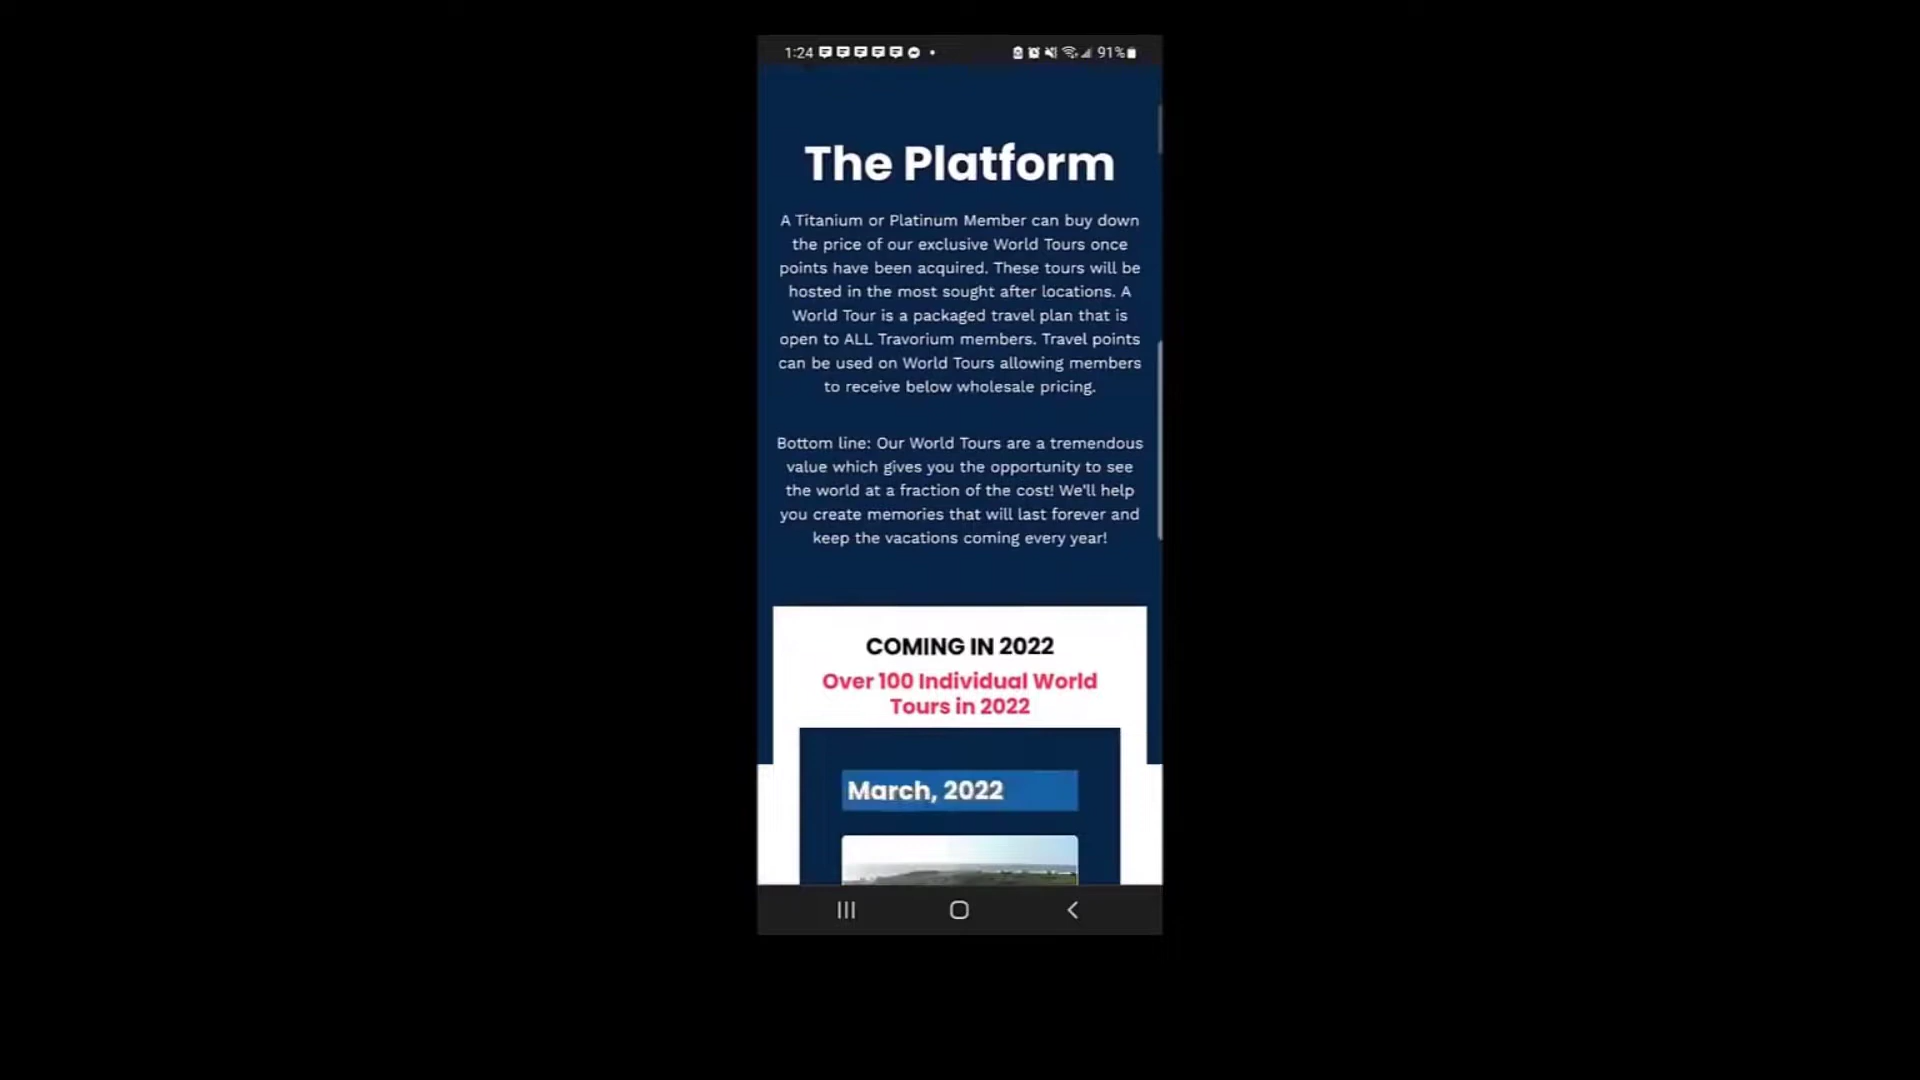 1:24
91%
The Platform
A Titanium or Platinum Member can buy down
the price of our exclusive World Tours once
points have been acquired. These tours will be
hosted in the most sought after locations. A
World Tour is a packaged travel plan that is
open to ALL Travorium members. Travel points
can be used on World Tours allowing members
to receive below wholesale pricing.
Bottom line: Our World Tours are a tremendous
value which gives you the opportunity to see
the world at a fraction of the cost! We'll help
you create memories that will last forever and
keep the vacations coming every year!
COMING IN 2022
Over 100 Individual World
Tours in 2022
March, 2022